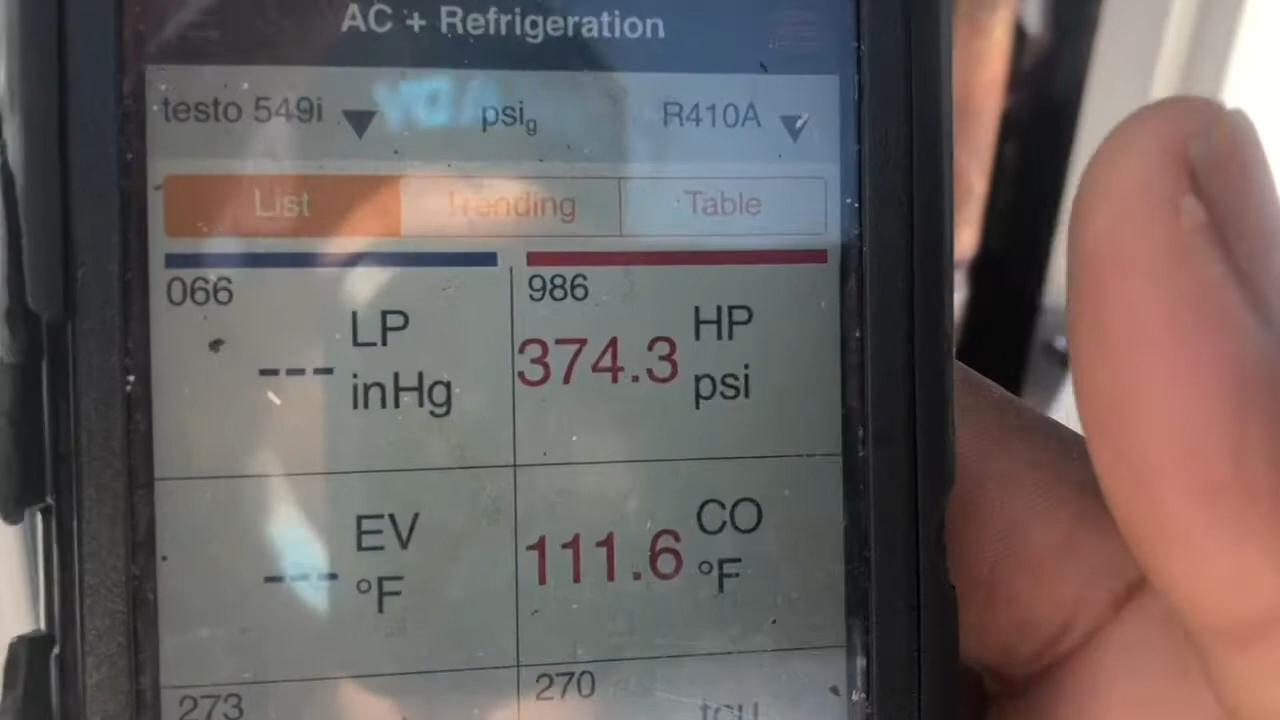 AC + Refrigeration
testo 549i psig R410A
List Trending Table
066 986
--- LP inHg 374.3 HP psi
--- EV °F 111.6 CO °F
273 270